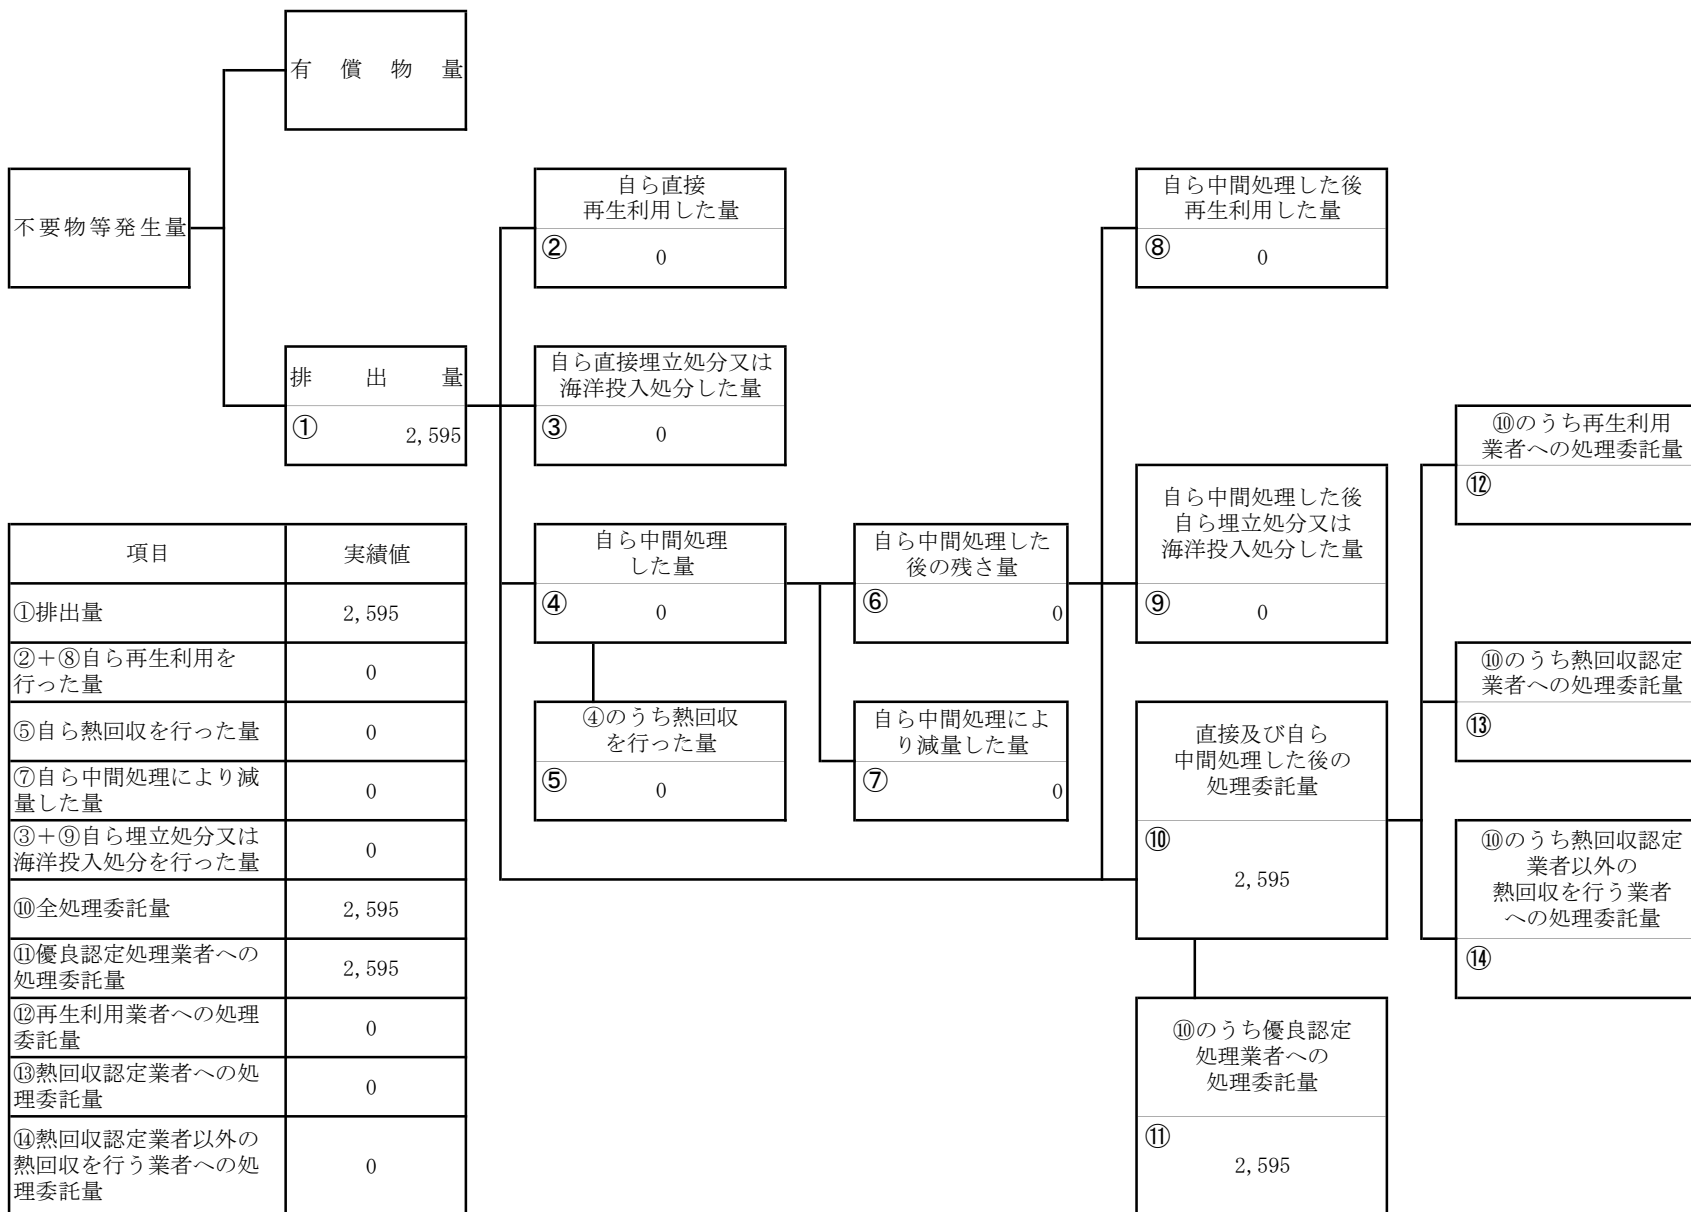 有償物量
不要物等発生量
排出量
① 2,595
自ら直接
再生利用した量
② 0
自ら直接埋立処分又は
海洋投入処分した量
③ 0
自ら中間処理
した量
④ 0
④のうち熱回収
を行った量
⑤ 0
自ら中間処理した
後の残さ量
⑥ 0
自ら中間処理によ
り減量した量
⑦ 0
自ら中間処理した後
再生利用した量
⑧ 0
自ら中間処理した後
自ら埋立処分又は
海洋投入処分した量
⑨ 0
直接及び自ら
中間処理した後の
処理委託量
⑩
2,595
⑩のうち優良認定
処理業者への
処理委託量
⑪
2,595
⑩のうち再生利用
業者への処理委託量
⑫
⑩のうち熱回収認定
業者への処理委託量
⑬
⑩のうち熱回収認定
業者以外の
熱回収を行う業者
への処理委託量
⑭
項目 実績値
①排出量 2,595
②+⑧自ら再生利用を
行った量 0
⑤自ら熱回収を行った量 0
⑦自ら中間処理により減
量した量 0
③+⑨自ら埋立処分又は
海洋投入処分を行った量 0
⑩全処理委託量 2,595
⑪優良認定処理業者への
処理委託量 2,595
⑫再生利用業者への処理
委託量 0
⑬熱回収認定業者への処
理委託量 0
⑭熱回収認定業者以外の
熱回収を行う業者への処
理委託量 0